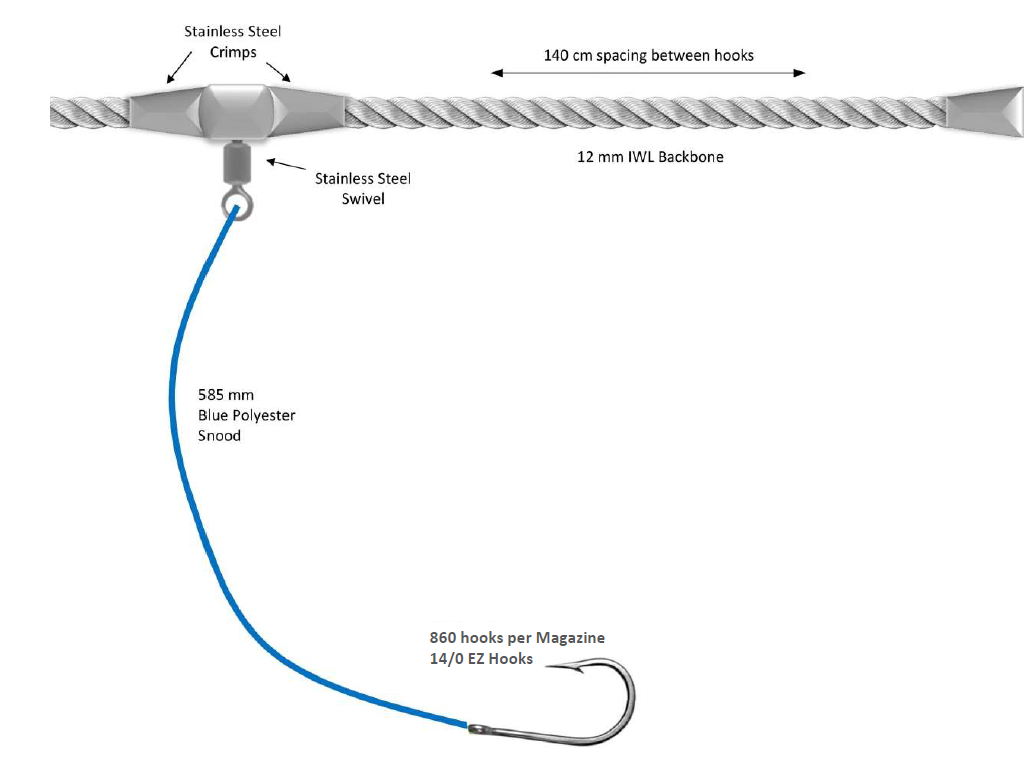 Stainless Steel
Crimps
140 cm spacing between hooks
12 mm IWL Backbone
Stainless Steel
Swivel
585 mm
Blue Polyester
Snood
860 hooks per Magazine
14/0 EZ Hooks